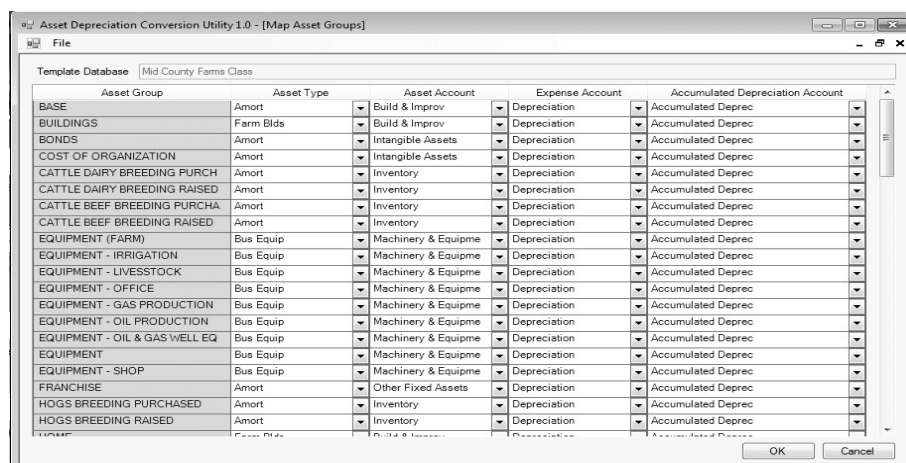 Asset Depreciation Conversion Utility 1.0 - [Map Asset Groups]
File
Template Database Mid County Farms Class
Asset Group Asset Type Asset Account Expense Account Accumulated Depreciation Account
BASE Amort Build & Improv Depreciation Accumulated Deprec
BUILDINGS Farm Blds Build & Improv Depreciation Accumulated Deprec
BONDS Amort Intangible Assets Depreciation Accumulated Deprec
COST OF ORGANIZATION Amort Intangible Assets Depreciation Accumulated Deprec
CATTLE DAIRY BREEDING PURCH Amort Inventory Depreciation Accumulated Deprec
CATTLE DAIRY BREEDING RAISED Amort Inventory Depreciation Accumulated Deprec
CATTLE BEEF BREEDING PURCHA Amort Inventory Depreciation Accumulated Deprec
CATTLE BEEF BREEDING RAISED Amort Inventory Depreciation Accumulated Deprec
EQUIPMENT (FARM) Bus Equip Machinery & Equipme Depreciation Accumulated Deprec
EQUIPMENT - IRRIGATION Bus Equip Machinery & Equipme Depreciation Accumulated Deprec
EQUIPMENT - LIVESSTOCK Bus Equip Machinery & Equipme Depreciation Accumulated Deprec
EQUIPMENT - OFFICE Bus Equip Machinery & Equipme Depreciation Accumulated Deprec
EQUIPMENT - GAS PRODUCTION Bus Equip Machinery & Equipme Depreciation Accumulated Deprec
EQUIPMENT - OIL PRODUCTION Bus Equip Machinery & Equipme Depreciation Accumulated Deprec
EQUIPMENT - OIL & GAS WELL EQ Bus Equip Machinery & Equipme Depreciation Accumulated Deprec
EQUIPMENT Bus Equip Machinery & Equipme Depreciation Accumulated Deprec
EQUIPMENT - SHOP Bus Equip Machinery & Equipme Depreciation Accumulated Deprec
FRANCHISE Amort Other Fixed Assets Depreciation Accumulated Deprec
HOGS BREEDING PURCHASED Amort Inventory Depreciation Accumulated Deprec
HOGS BREEDING RAISED Amort Inventory Depreciation Accumulated Deprec
HOME Farm Blds Build & Improv Depreciation Accumulated Deprec
OK Cancel